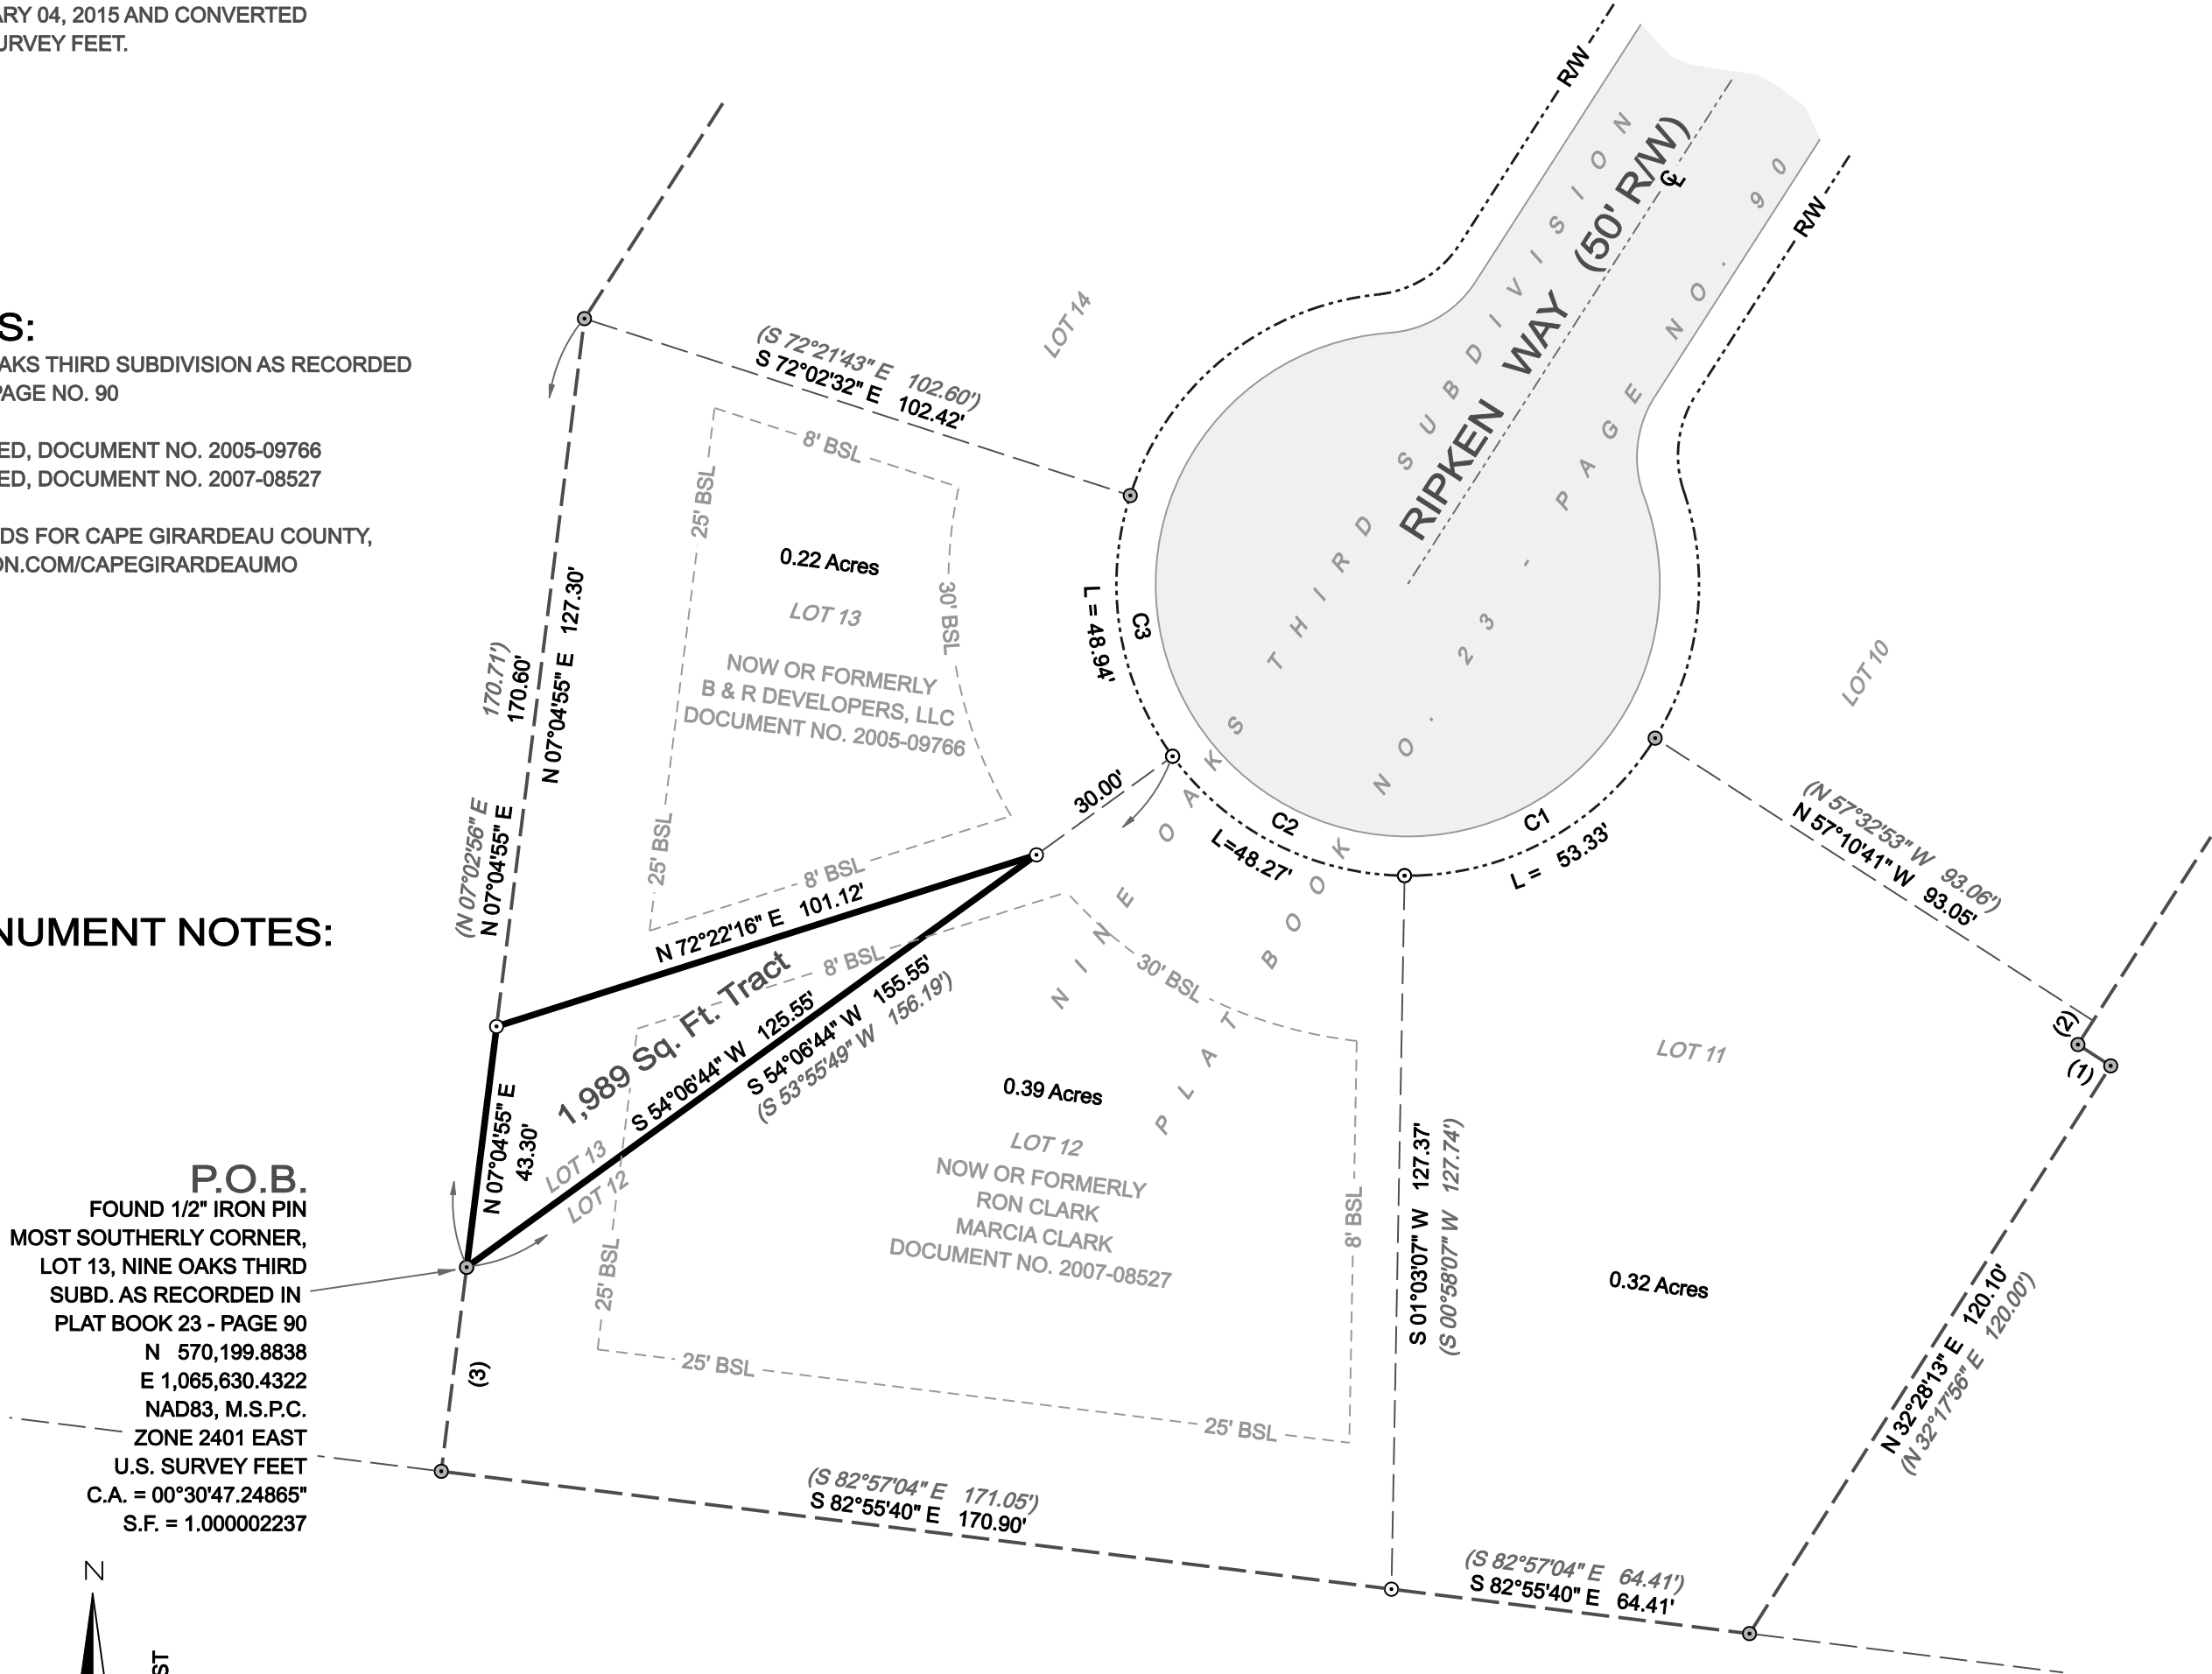 ARY 04, 2015 AND CONVERTED
URVEY FEET.
S:
AKS THIRD SUBDIVISION AS RECORDED
PAGE NO. 90
ED, DOCUMENT NO. 2005-09766
ED, DOCUMENT NO. 2007-08527
DS FOR CAPE GIRARDEAU COUNTY,
ON.COM/CAPEGIRARDEAUMO
NUMENT NOTES:
P.O.B.
FOUND 1/2" IRON PIN
MOST SOUTHERLY CORNER,
LOT 13, NINE OAKS THIRD
SUBD. AS RECORDED IN
PLAT BOOK 23 - PAGE 90
N 570,199.8838
E 1,065,630.4322
NAD83, M.S.P.C.
ZONE 2401 EAST
U.S. SURVEY FEET
C.A. = 00°30'47.24865"
S.F. = 1.000002237
N
ST
R/W
R/W
RIPKEN WAY (50' R/W)
CL
NINE OAKS THIRD SUBDIVISION
PLAT BOOK NO. 23 - PAGE NO. 90
LOT 14
(S 72°21'43" E 102.60')
S 72°02'32" E 102.42'
8' BSL
25' BSL
30' BSL
0.22 Acres
LOT 13
NOW OR FORMERLY
B & R DEVELOPERS, LLC
DOCUMENT NO. 2005-09766
25' BSL
8' BSL
(N 07°02'56" E 170.71')
N 07°04'55" E 170.60'
N 07°04'55" E 127.30'
L = 48.94'
C3
30.00'
C2
L=48.27'
C1
L = 53.33'
LOT 10
(N 57°32'53" W 93.06')
N 57°10'41" W 93.05'
(2)
(1)
N 72°22'16" E 101.12'
8' BSL
1,989 Sq. Ft. Tract
S 54°06'44" W 125.55'
S 54°06'44" W 155.55'
(S 53°55'49" W 156.19')
N 07°04'55" E
43.30'
LOT 13
LOT 12
30' BSL
0.39 Acres
LOT 12
NOW OR FORMERLY
RON CLARK
MARCIA CLARK
DOCUMENT NO. 2007-08527
25' BSL
8' BSL
25' BSL
25' BSL
(3)
S 01°03'07" W 127.37'
(S 00°58'07" W 127.74')
LOT 11
0.32 Acres
N 32°28'13" E 120.10'
(N 32°17'56" E 120.00')
(S 82°57'04" E 171.05')
S 82°55'40" E 170.90'
(S 82°57'04" E 64.41')
S 82°55'40" E 64.41'